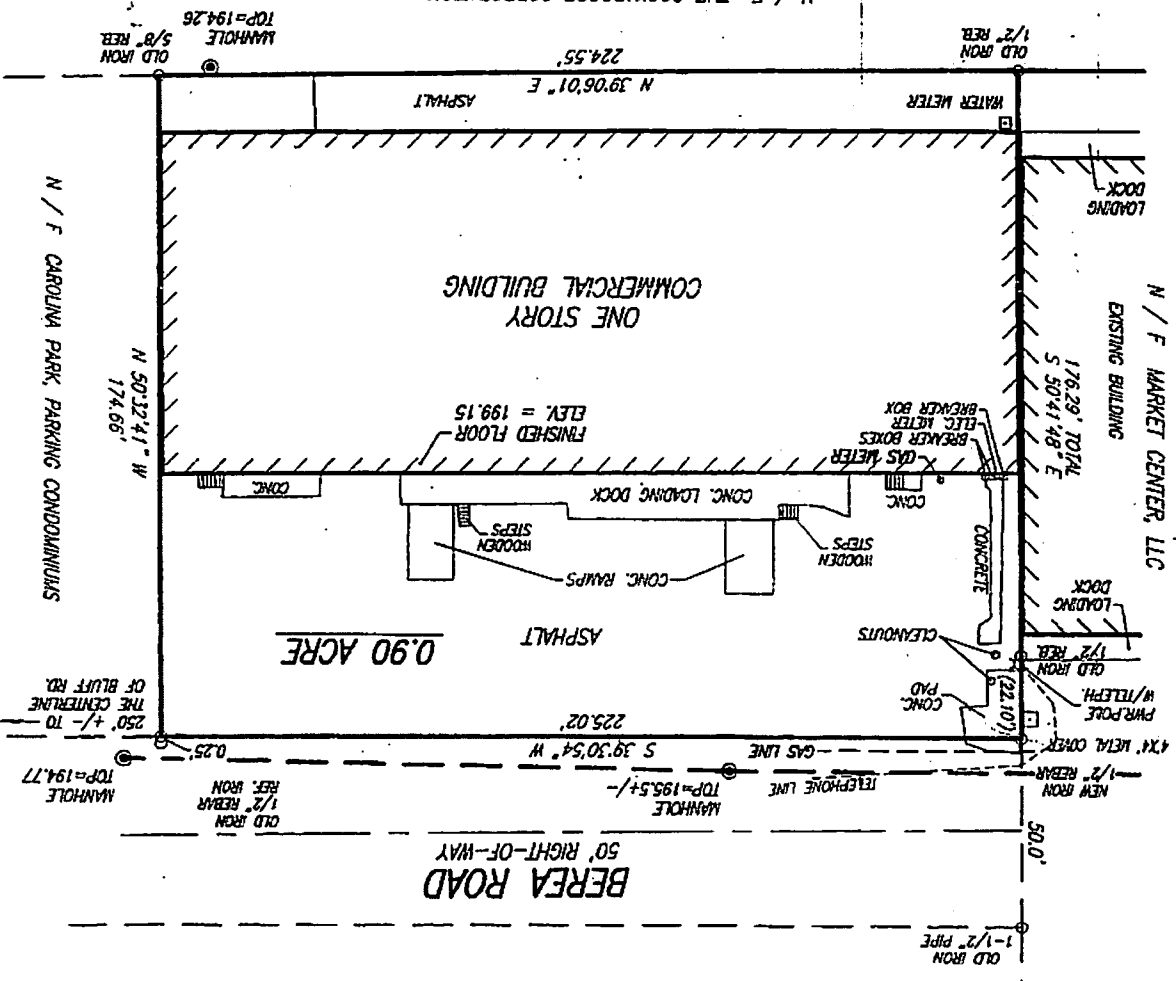 MANHOLE
TOP=194.26
OLD IRON
5/8" REB.
224.55'
N 39°06'01" E
OLD IRON
1/2" REB.
ASPHALT
WATER METER
LOADING
DOCK
ONE STORY
COMMERCIAL BUILDING
N / F CAROLINA PARK, PARKING CONDOMINIUMS
N 50°32'41" W
174.66'
176.29' TOTAL
S 50°41'48" E
EXISTING BUILDING
N / F MARKET CENTER, LLC
FINISHED FLOOR
ELEV. = 199.15
BREAKER BOX
ELEC. METER
BREAKER BOXES
GAS METER
CONC.
CONC. LOADING DOCK
CONC.
WOODEN
STEPS
WOODEN
STEPS
CONC. RAMPS
CONCRETE
LOADING
DOCK
0.90 ACRE
ASPHALT
CLEANOUTS
OLD IRON
1/2" REB.
PWR.POLE
W/TELEPH.
CONC.
PAD
(22.10')
250' +/- TO
THE CENTERLINE
OF BLUFF RD.
225.02'
S 39°30'54" W
0.25'
GAS LINE
4'X4' METAL COVER
MANHOLE
TOP=194.77
OLD IRON
1/2" REBAR
REF. IRON
MANHOLE
TOP=195.5+/-
TELEPHONE LINE
NEW IRON
1/2" REBAR
50.0'
BEREA ROAD
50' RIGHT-OF-WAY
OLD IRON
1-1/2" PIPE